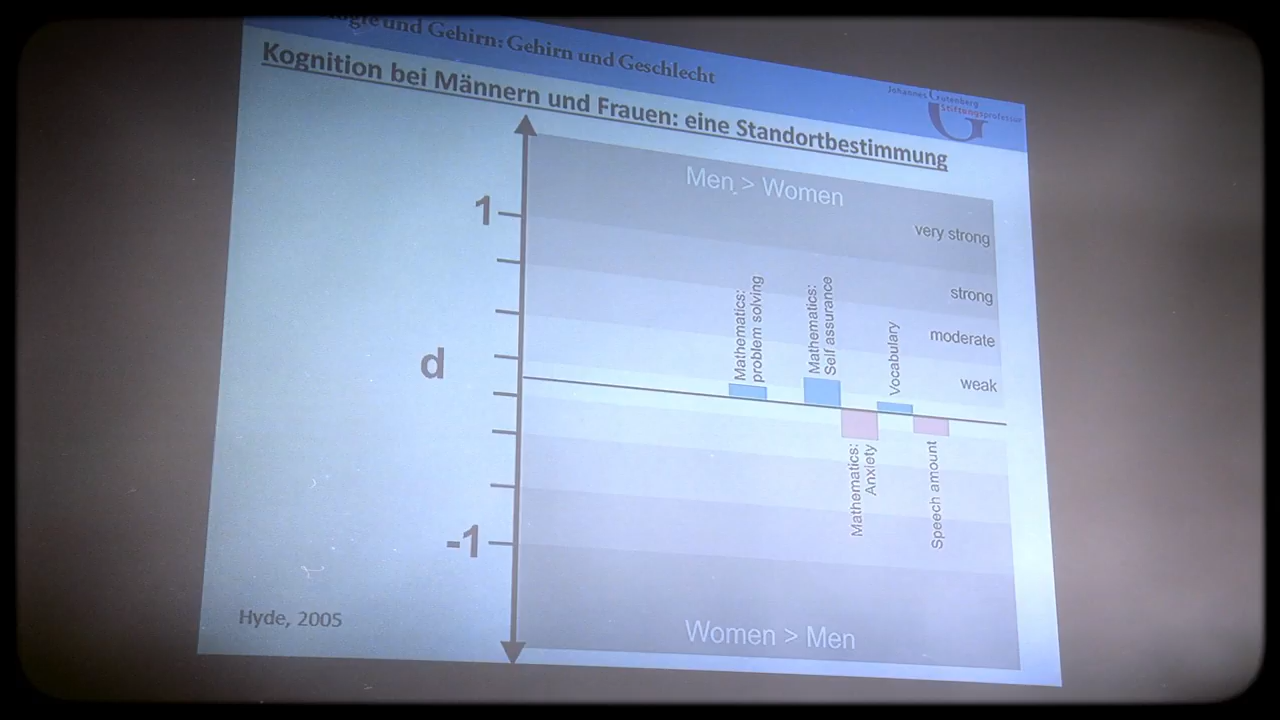 und Gehirn: Gehirn und Geschlecht
Johannes Gutenberg
Stiftungsprofessur
Kognition bei Männern und Frauen: eine Standortbestimmung
Men > Women
1
very strong
strong
moderate
weak
Mathematics:
problem solving
Mathematics:
Self assurance
Vocabulary
d
Mathematics:
Anxiety
Speech amount
-1
Women > Men
Hyde, 2005